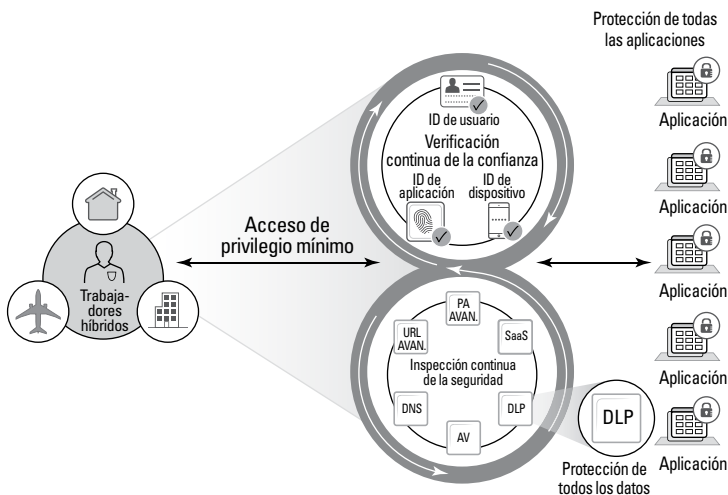 Protección de todas
las aplicaciones
Aplicación
Aplicación
Aplicación
Aplicación
Aplicación
ID de usuario
Verificación
continua de la confianza
ID de
aplicación
ID de
dispositivo
Acceso de
privilegio mínimo
Trabaja-
dores
híbridos
PA
AVAN.
URL
AVAN.
SaaS
Inspección continua
de la seguridad
DNS
DLP
AV
DLP
Protección de
todos los datos